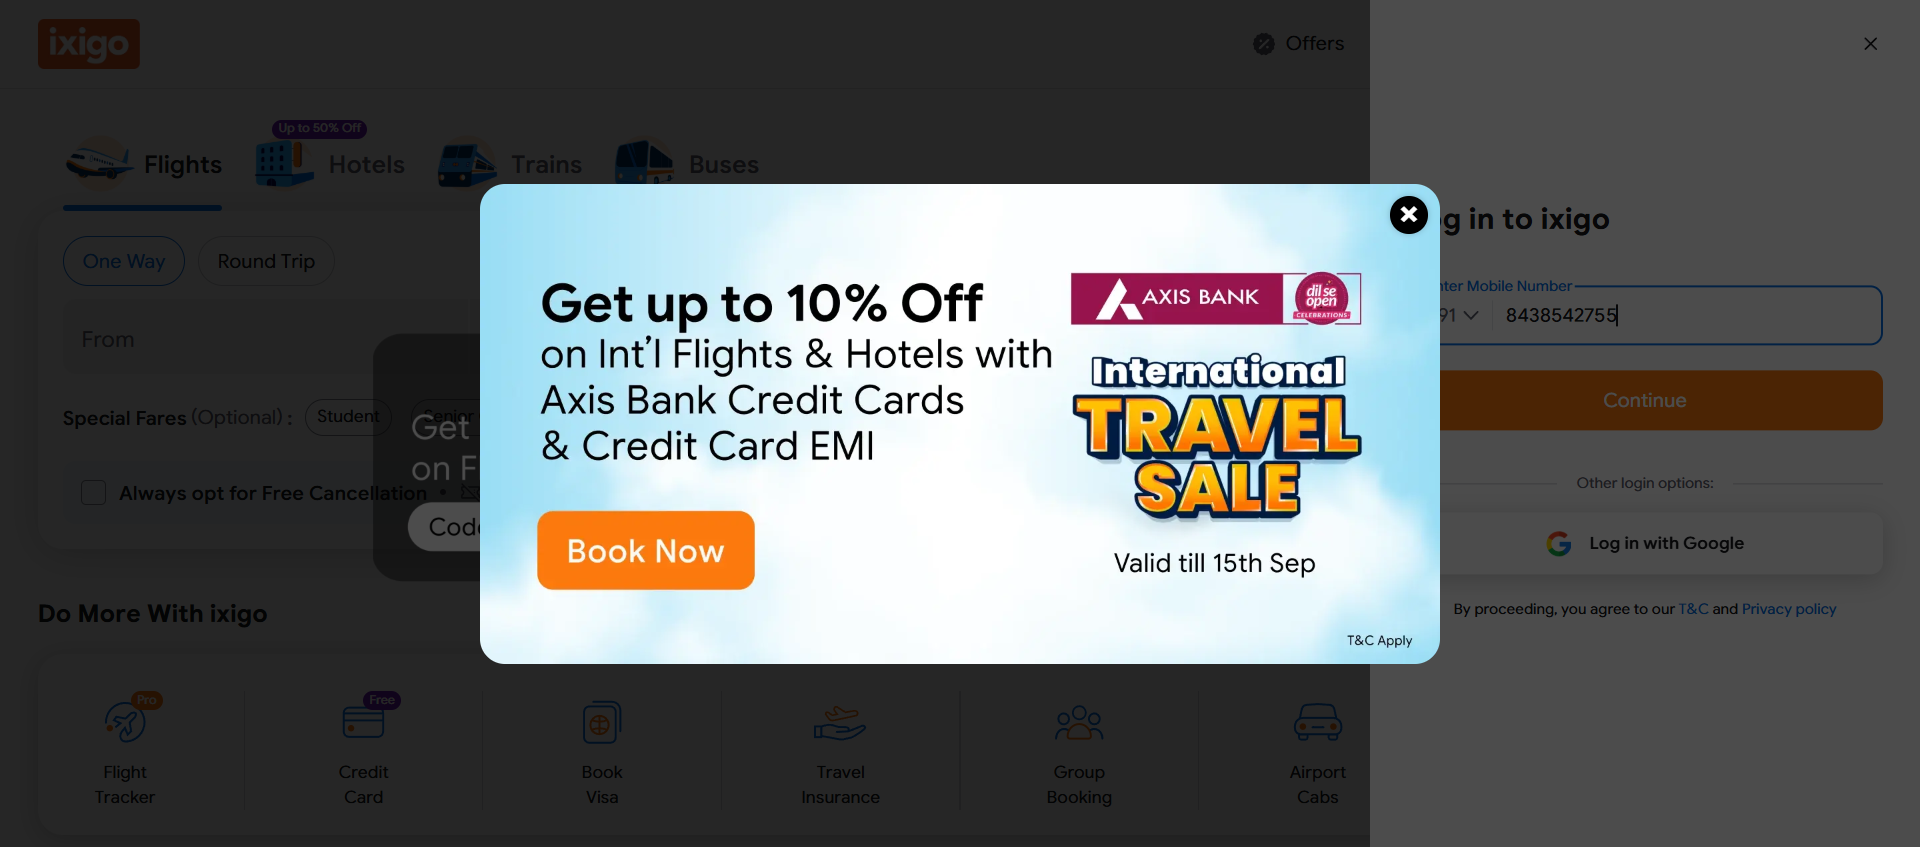 ixigo
Offers
Up to 50% Off
Flights
Hotels
Trains
Buses
One Way
Round Trip
From
Special Fares (Optional) :
Student
Senior
Get
on F
Always opt for Free Cancellation
Cod
Do More With ixigo
Pro
Flight
Tracker
Free
Credit
Card
Book
Visa
Travel
Insurance
Group
Booking
Airport
Cabs
Get up to 10% Off
on Int'l Flights & Hotels with
Axis Bank Credit Cards
& Credit Card EMI
Book Now
AXIS BANK
dil se
open
CELEBRATIONS
International
TRAVEL
SALE
Valid till 15th Sep
T&C Apply
g in to ixigo
nter Mobile Number
91
8438542755
Continue
Other login options:
Log in with Google
By proceeding, you agree to our T&C and Privacy policy